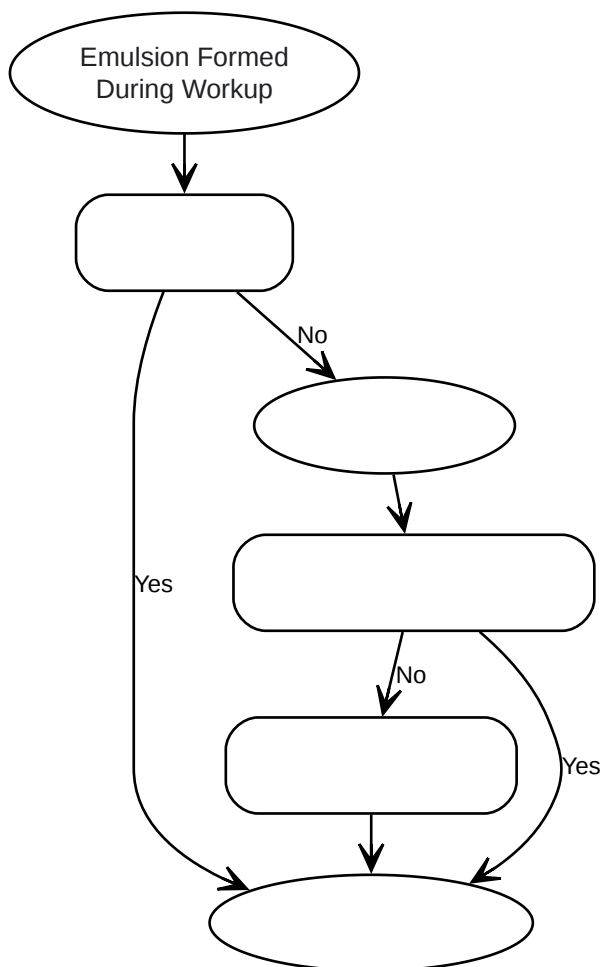 Emulsion Formed
During Workup
No
Yes
No
Yes